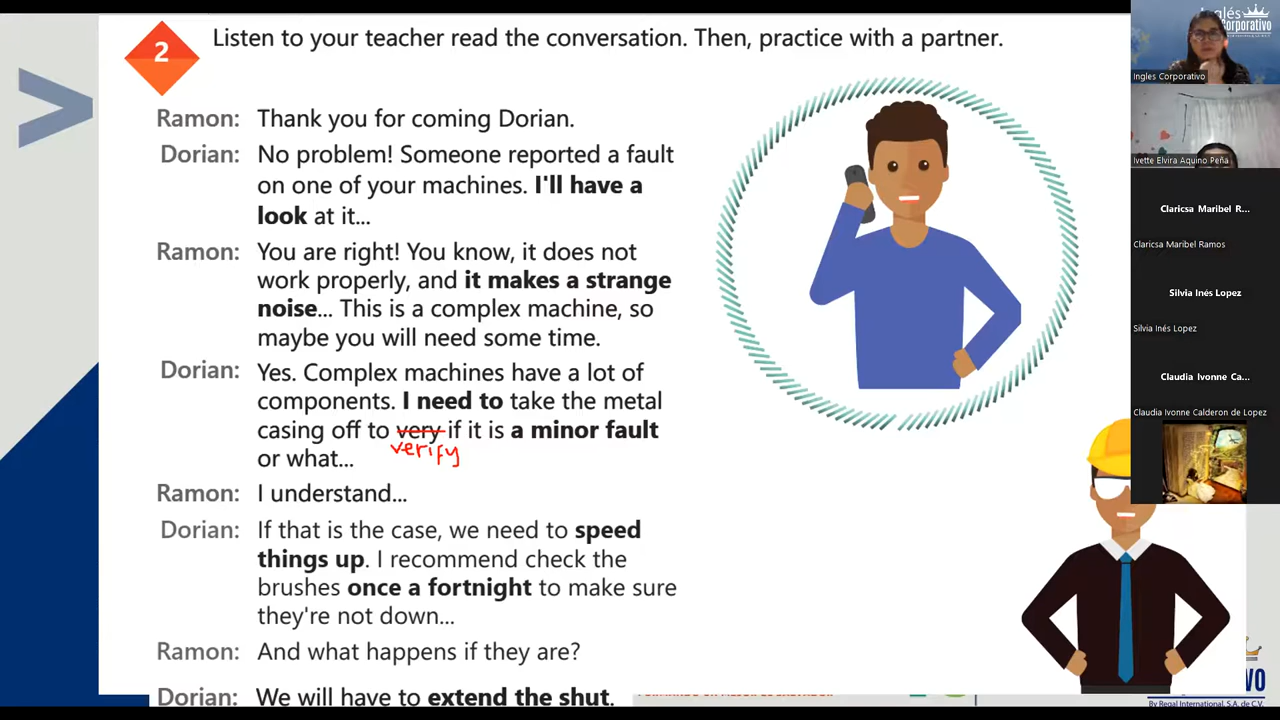 2
Listen to your teacher read the conversation. Then, practice with a partner.
Ramon: Thank you for coming Dorian.
Dorian: No problem! Someone reported a fault
on one of your machines. I'll have a
look at it...
Ramon: You are right! You know, it does not
work properly, and it makes a strange
noise... This is a complex machine, so
maybe you will need some time.
Dorian: Yes. Complex machines have a lot of
components. I need to take the metal
casing off to very if it is a minor fault
verify
or what...
Ramon: I understand...
Dorian: If that is the case, we need to speed
things up. I recommend check the
brushes once a fortnight to make sure
they're not down...
Ramon: And what happens if they are?
Dorian: We will have to extend the shut.
Inglés
Corporativo
Ingles Corporativo
Ivette Elvira Aquino Peña
Claricsa Maribel R...
Claricsa Maribel Ramos
Silvia Inés Lopez
Silvia Inés Lopez
Claudia Ivonne Ca...
Claudia Ivonne Calderon de Lopez
By Regal International, S.A. de C.V.